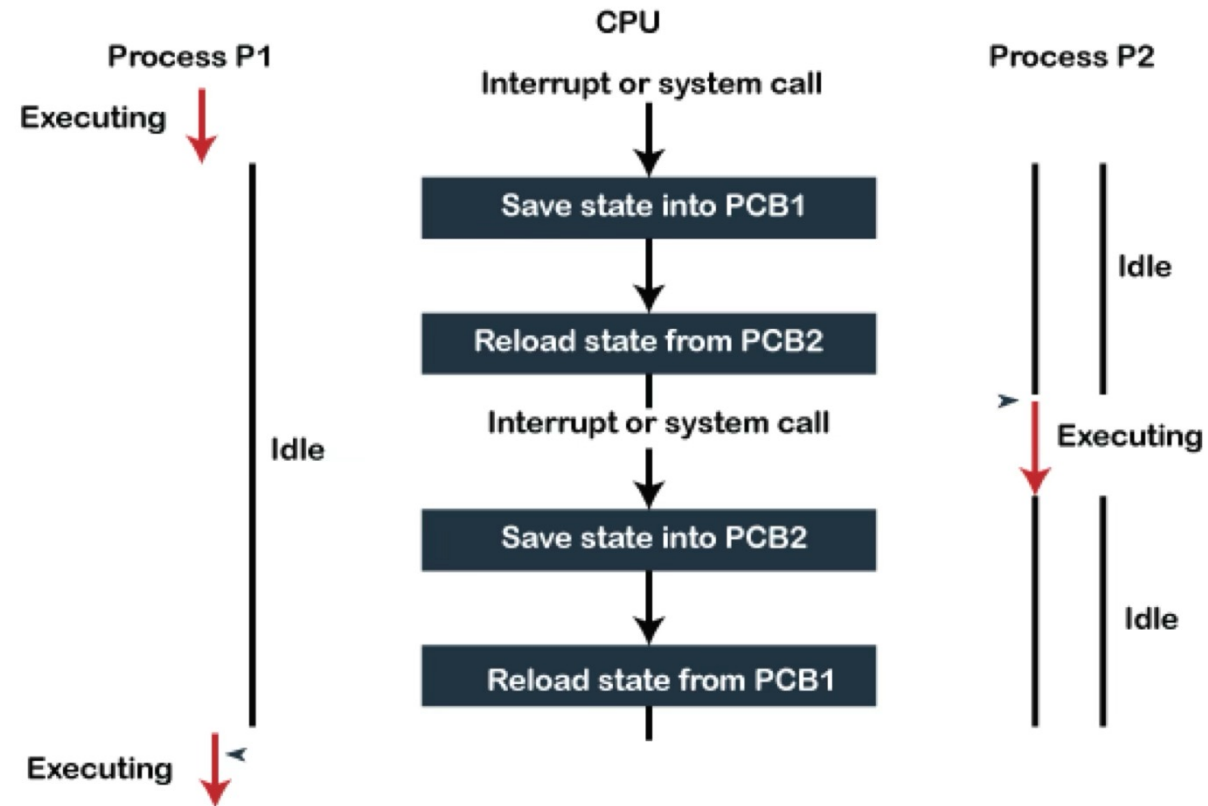 CPU
Process P1
Process P2
Interrupt or system call
Executing
Save state into PCB1
Idle
Reload state from PCB2
Interrupt or system call
Executing
Idle
Save state into PCB2
Idle
Reload state from PCB1
Executing